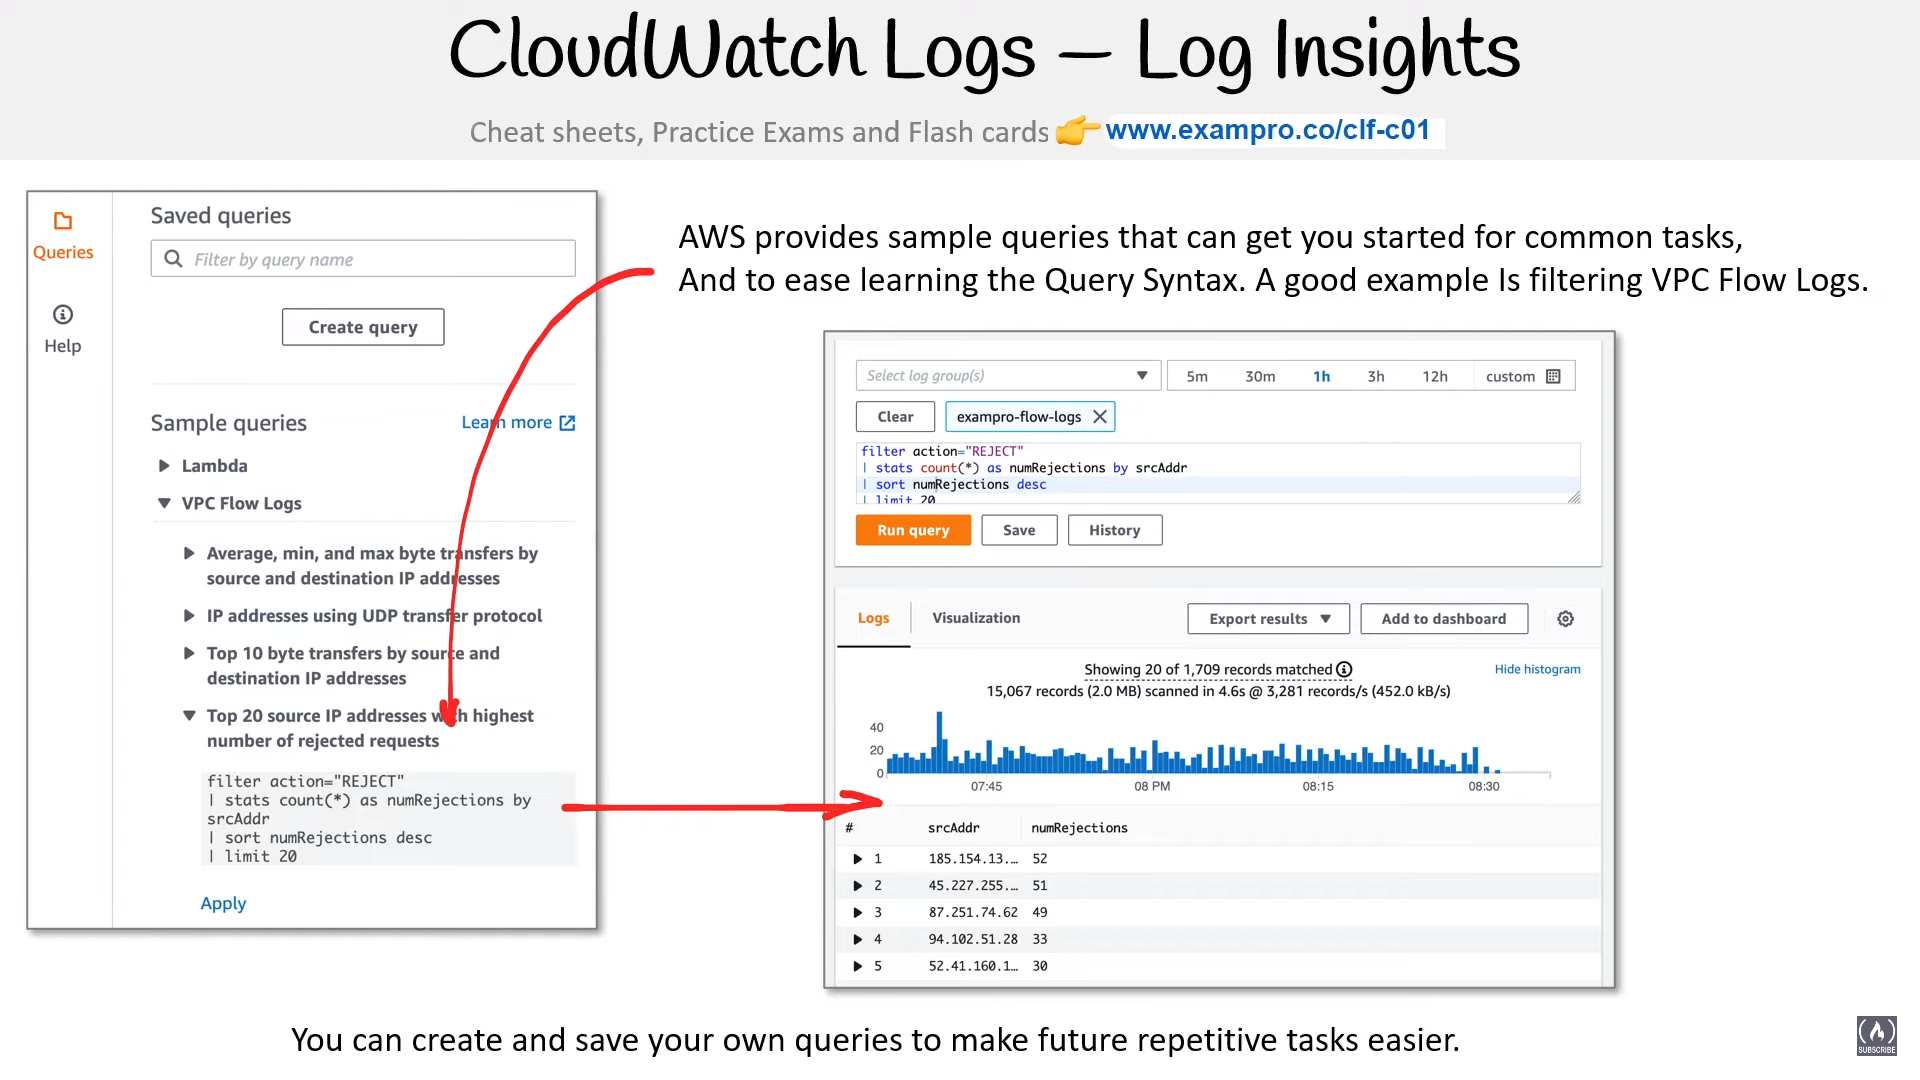 CloudWatch Logs – Log Insights
Cheat sheets, Practice Exams and Flash cards 👉 www.exampro.co/clf-c01
Queries
Help
Saved queries
Filter by query name
Create query
Sample queries
Learn more
Lambda
VPC Flow Logs
Average, min, and max byte transfers by
source and destination IP addresses
IP addresses using UDP transfer protocol
Top 10 byte transfers by source and
destination IP addresses
Top 20 source IP addresses with highest
number of rejected requests
filter action="REJECT"
| stats count(*) as numRejections by
srcAddr
| sort numRejections desc
| limit 20
Apply
AWS provides sample queries that can get you started for common tasks,
And to ease learning the Query Syntax. A good example Is filtering VPC Flow Logs.
Select log group(s)
5m 30m 1h 3h 12h custom
Clear exampro-flow-logs
filter action="REJECT"
| stats count(*) as numRejections by srcAddr
| sort numRejections desc
| limit 20
Run query Save History
Logs Visualization Export results Add to dashboard
Showing 20 of 1,709 records matched
Hide histogram
15,067 records (2.0 MB) scanned in 4.6s @ 3,281 records/s (452.0 kB/s)
40
20
0
07:45 08 PM 08:15 08:30
# srcAddr numRejections
1 185.154.13... 52
2 45.227.255... 51
3 87.251.74.62 49
4 94.102.51.28 33
5 52.41.160.1... 30
You can create and save your own queries to make future repetitive tasks easier.
SUBSCRIBE